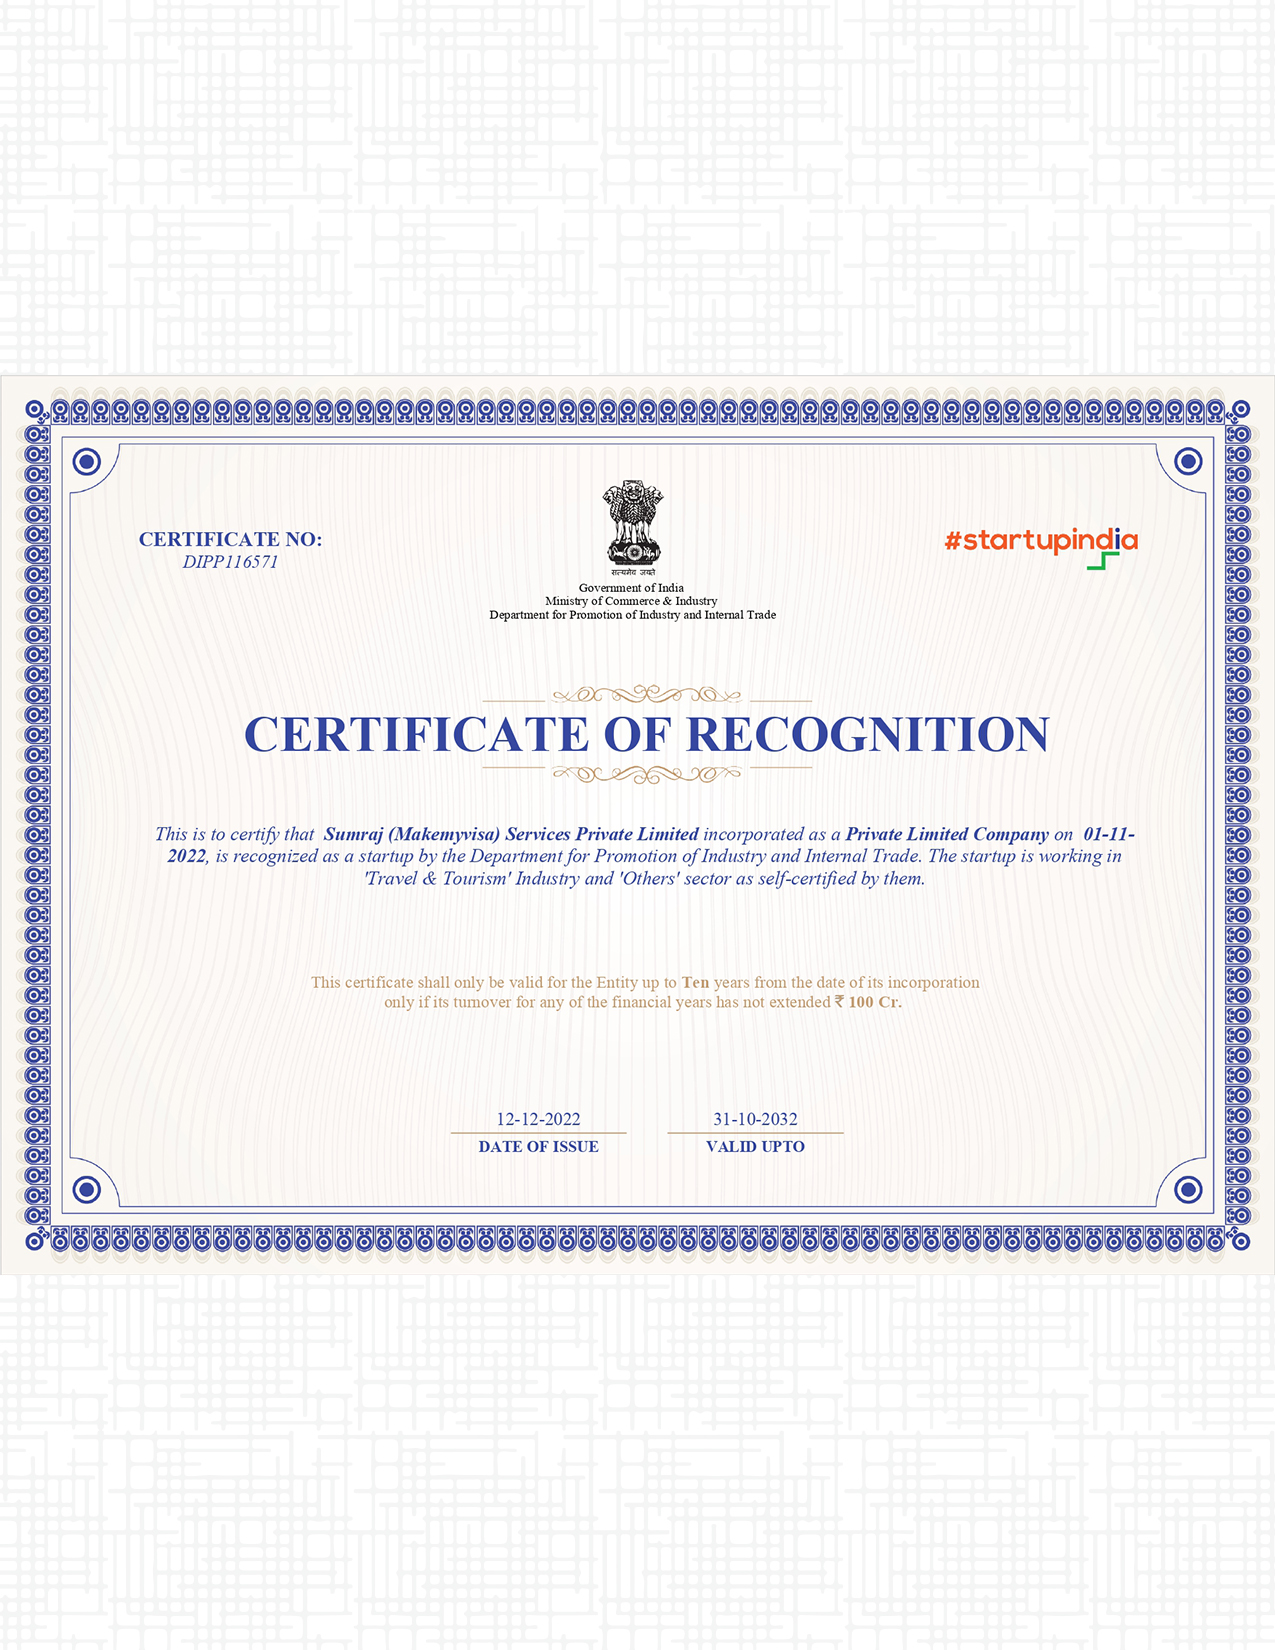 CERTIFICATE NO:
DIPP116571
सत्यमेव जयते
#startupindia
Government of India
Ministry of Commerce & Industry
Department for Promotion of Industry and Internal Trade
CERTIFICATE OF RECOGNITION
This is to certify that Sumraj (Makemyvisa) Services Private Limited incorporated as a Private Limited Company on 01-11-
2022, is recognized as a startup by the Department for Promotion of Industry and Internal Trade. The startup is working in
'Travel & Tourism' Industry and 'Others' sector as self-certified by them.
This certificate shall only be valid for the Entity up to Ten years from the date of its incorporation
only if its turnover for any of the financial years has not extended ₹ 100 Cr.
12-12-2022
DATE OF ISSUE
31-10-2032
VALID UPTO